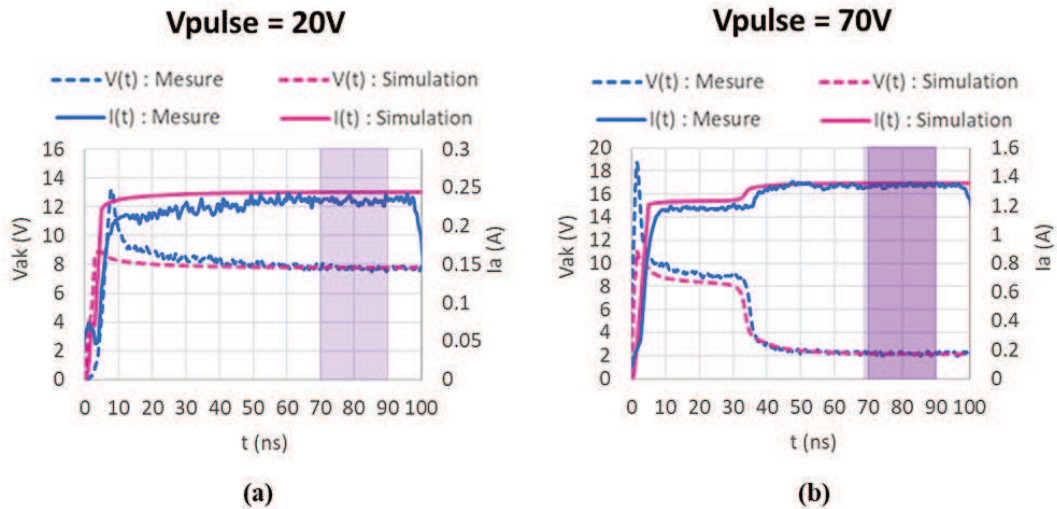 Vpulse = 20V
V(t) : Mesure
V(t) : Simulation
I(t) : Mesure
I(t) : Simulation
16
14
12
10
8
6
4
2
0
Vak (V)
0.3
0.25
0.2
0.15
0.1
0.05
0
Ia (A)
0 10 20 30 40 50 60 70 80 90 100
t (ns)
(a)
Vpulse = 70V
V(t) : Mesure
V(t) : Simulation
I(t) : Mesure
I(t) : Simulation
20
18
16
14
12
10
8
6
4
2
0
Vak (V)
1.6
1.4
1.2
1
0.8
0.6
0.4
0.2
0
Ia (A)
0 10 20 30 40 50 60 70 80 90 100
t (ns)
(b)